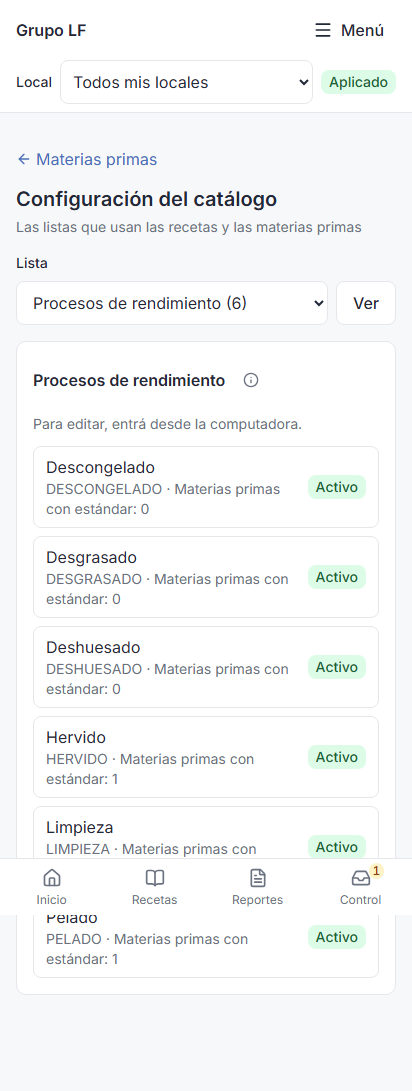 Grupo LF
Menú
Local
Todos mis locales
Aplicado
← Materias primas
Configuración del catálogo
Las listas que usan las recetas y las materias primas
Lista
Procesos de rendimiento (6)
Ver
Procesos de rendimiento
Para editar, entrá desde la computadora.
Descongelado
DESCONGELADO · Materias primas
con estándar: 0
Activo
Desgrasado
DESGRASADO · Materias primas con
estándar: 0
Activo
Deshuesado
DESHUESADO · Materias primas con
estándar: 0
Activo
Hervido
HERVIDO · Materias primas con
estándar: 1
Activo
Limpieza
LIMPIEZA · Materias primas con
Activo
Inicio
Recetas
Reportes
1
Control
Pelado
PELADO · Materias primas con
estándar: 1
Activo